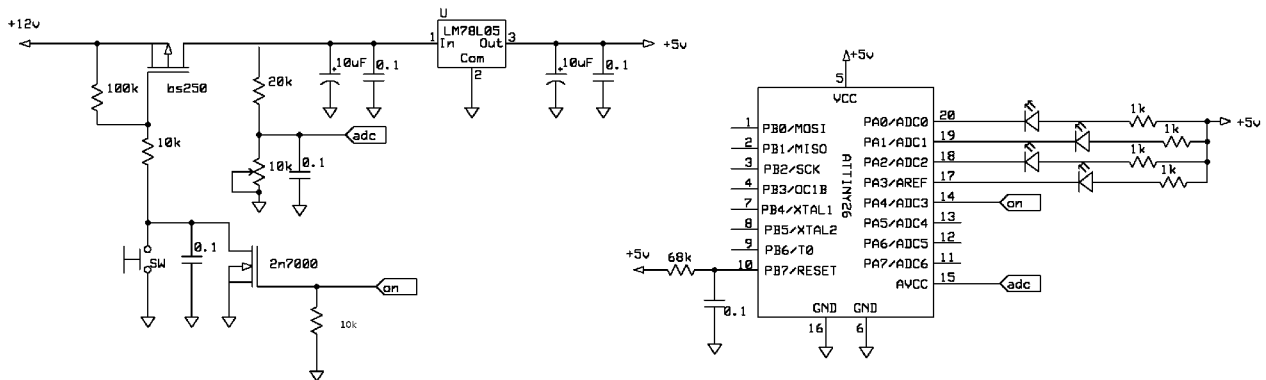 +12v
bs250
100k
10k
20k
10k
0.1
adc
SW
0.1
2n7000
10k
on
10uF
0.1
U
LM78L05
1 In Out 3
Com
2
10uF
0.1
+5v
+5v
5
VCC
ATTINY26
1 PB0/MOSI
2 PB1/MISO
3 PB2/SCK
4 PB3/OC1B
7 PB4/XTAL1
8 PB5/XTAL2
9 PB6/T0
10 PB7/RESET
+5v
68k
0.1
PA0/ADC0 20
PA1/ADC1 19
PA2/ADC2 18
PA3/AREF 17
PA4/ADC3 14
PA5/ADC4 13
PA6/ADC5 12
PA7/ADC6 11
AVCC 15
GND GND
16 6
1k
1k
1k
1k
+5v
on
adc